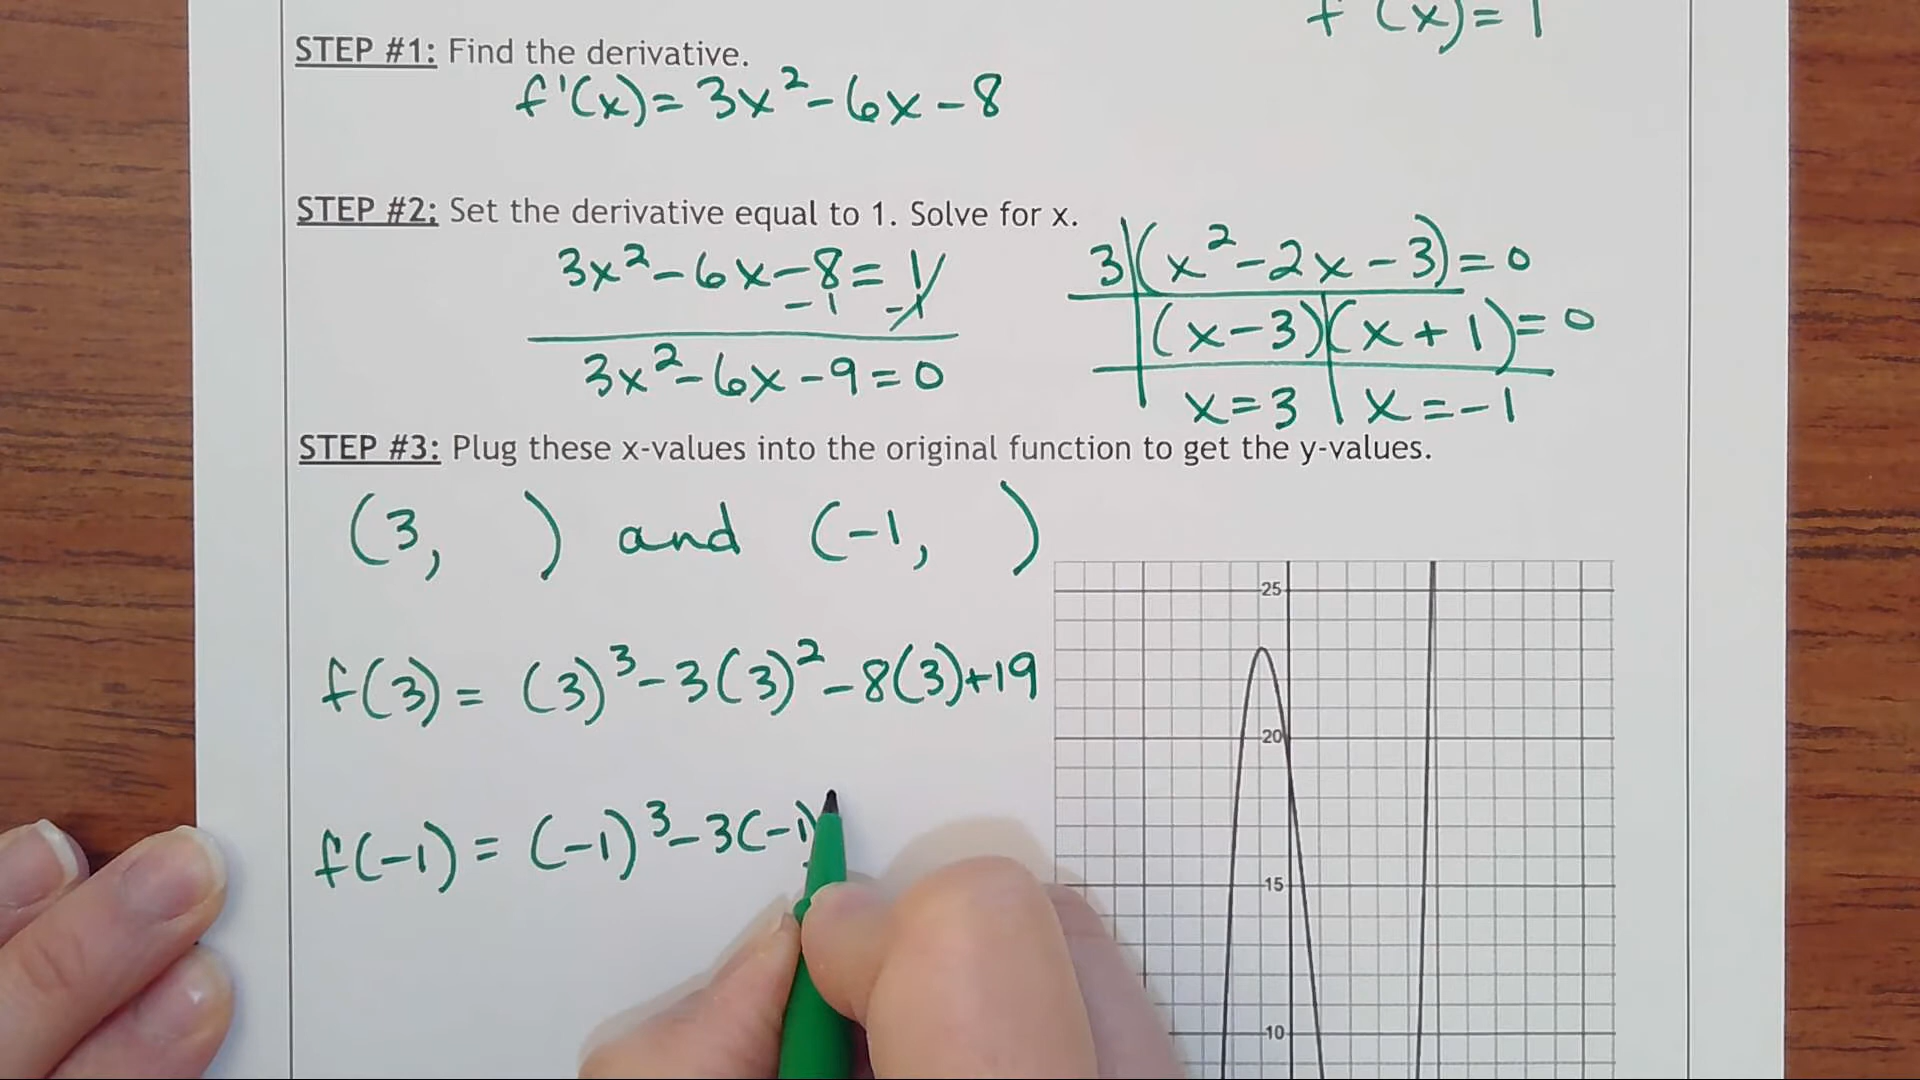 f'(x) = 1
STEP #1: Find the derivative.
f'(x) = 3x² - 6x - 8
STEP #2: Set the derivative equal to 1. Solve for x.
3x² - 6x - 8 = 1
-1 -1
3x² - 6x - 9 = 0
3(x² - 2x - 3) = 0
(x - 3)(x + 1) = 0
x = 3 x = -1
STEP #3: Plug these x-values into the original function to get the y-values.
(3, ) and (-1, )
f(3) = (3)³ - 3(3)² - 8(3) + 19
f(-1) = (-1)³ - 3(-1)
25
20
15
10